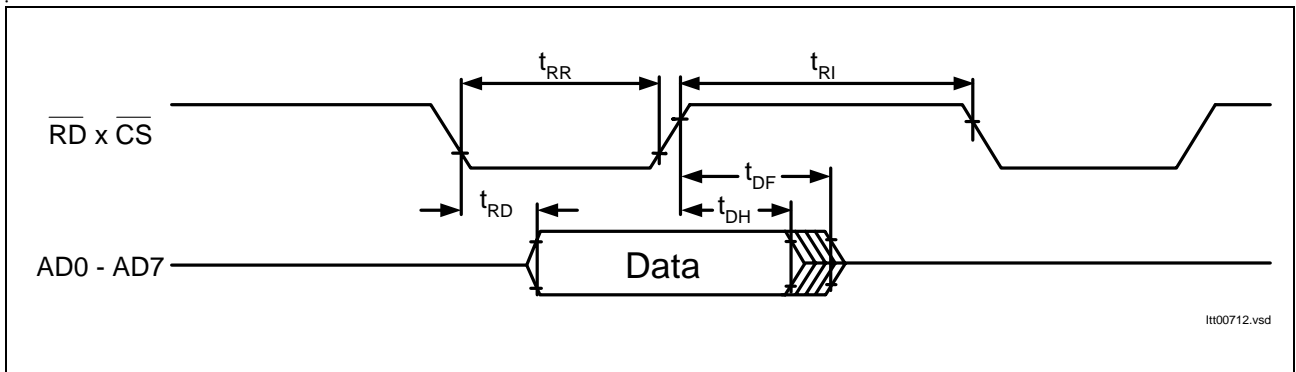 t_RR
t_RI
RD x CS
t_DF
t_RD
t_DH
AD0 - AD7
Data
ltt00712.vsd